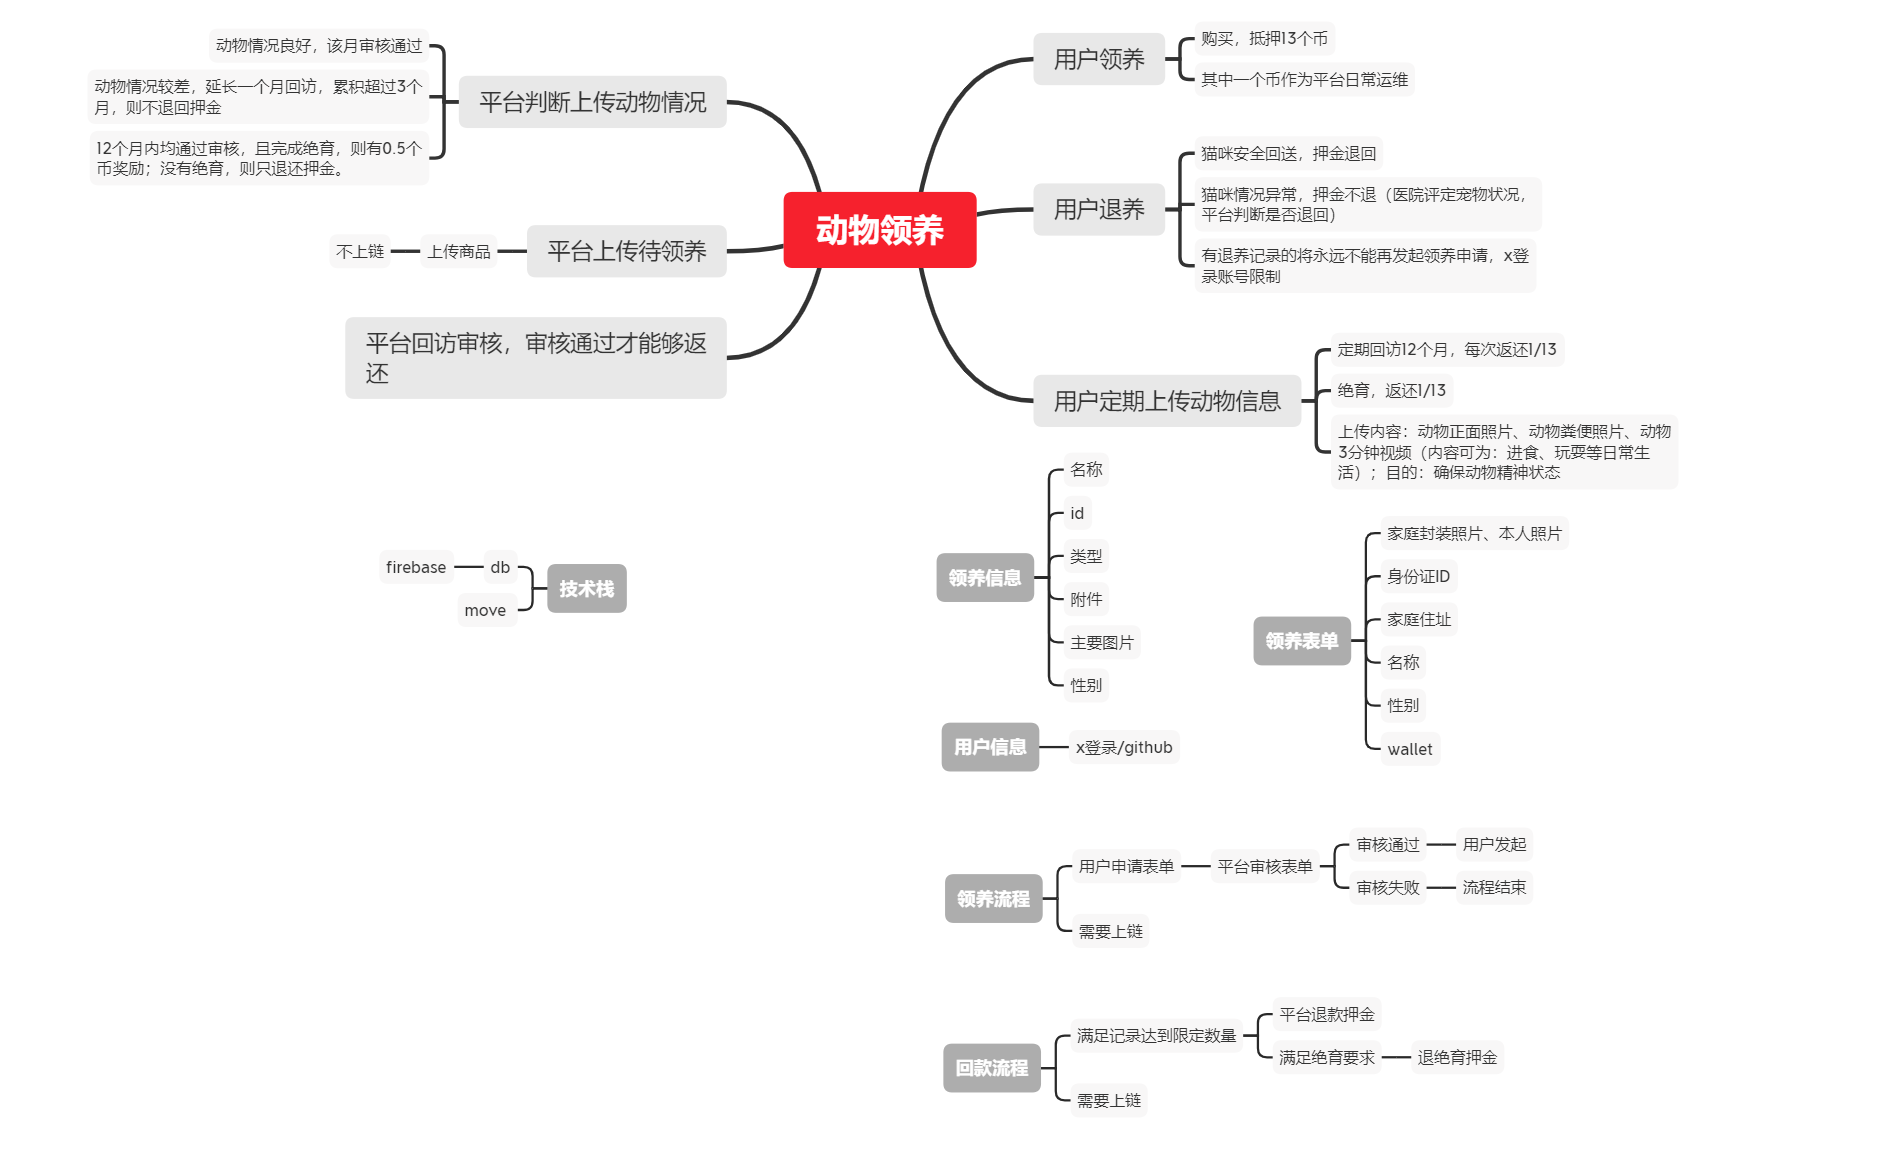 动物领养
用户领养
购买，抵押13个币
其中一个币作为平台日常运维
用户退养
猫咪安全回送，押金退回
猫咪情况异常，押金不退（医院评定宠物状况，
平台判断是否退回）
有退养记录的将永远不能再发起领养申请，x登
录账号限制
用户定期上传动物信息
定期回访12个月，每次返还1/13
绝育，返还1/13
上传内容：动物正面照片、动物粪便照片、动物
3分钟视频（内容可为：进食、玩耍等日常生
活）；目的：确保动物精神状态
平台判断上传动物情况
动物情况良好，该月审核通过
动物情况较差，延长一个月回访，累积超过3个
月，则不退回押金
12个月内均通过审核，且完成绝育，则有0.5个
币奖励；没有绝育，则只退还押金。
平台上传待领养
上传商品
不上链
平台回访审核，审核通过才能够返
还
技术栈
db
firebase
move
领养信息
名称
id
类型
附件
主要图片
性别
领养表单
家庭封装照片、本人照片
身份证ID
家庭住址
名称
性别
wallet
用户信息
x登录/github
领养流程
用户申请表单
平台审核表单
审核通过
用户发起
审核失败
流程结束
需要上链
回款流程
满足记录达到限定数量
平台退款押金
满足绝育要求
退绝育押金
需要上链